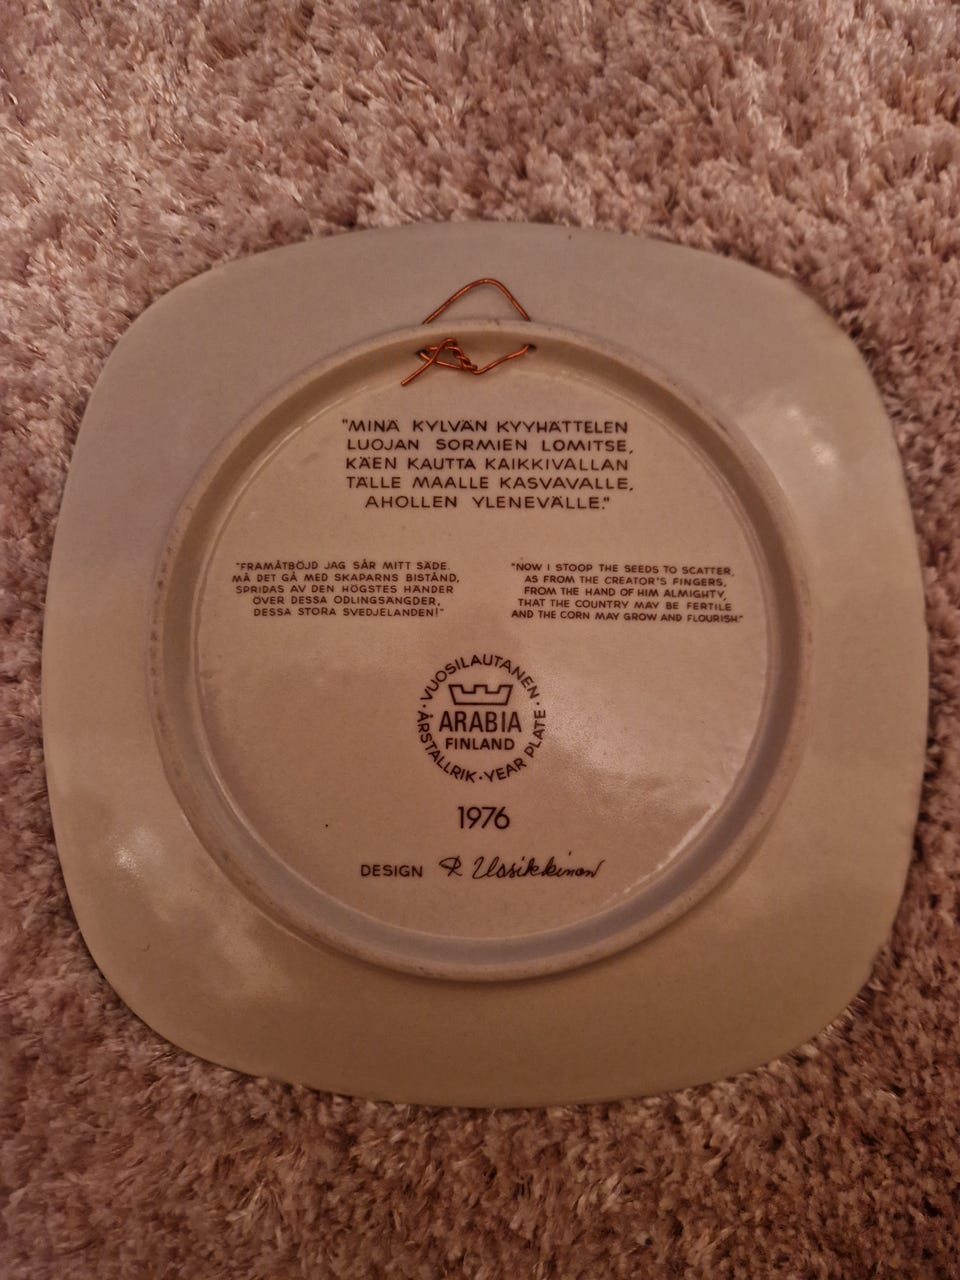 "MINÄ KYLVÄN KYYHÄTTELEN
LUOJAN SORMIEN LOMITSE,
KÄEN KAUTTA KAIKKIVALLAN
TÄLLE MAALLE KASVAVALLE,
AHOLLEN YLENEVÄLLE."
"FRAMÅTBÖJD JAG SÅR MITT SÄDE.
MÅ DET GÅ MED SKAPARNS BISTÅND,
SPRIDAS AV DEN HÖGSTES HÄNDER
ÖVER DESSA ODLINGSÄNGDER,
DESSA STORA SVEDJELANDEN!"
"NOW I STOOP THE SEEDS TO SCATTER,
AS FROM THE CREATOR'S FINGERS,
FROM THE HAND OF HIM ALMIGHTY,
THAT THE COUNTRY MAY BE FERTILE
AND THE CORN MAY GROW AND FLOURISH."
· VUOSILAUTANEN ·
ARABIA
FINLAND
ÅRSTALLRIK · YEAR PLATE
1976
DESIGN R Uosikkinen